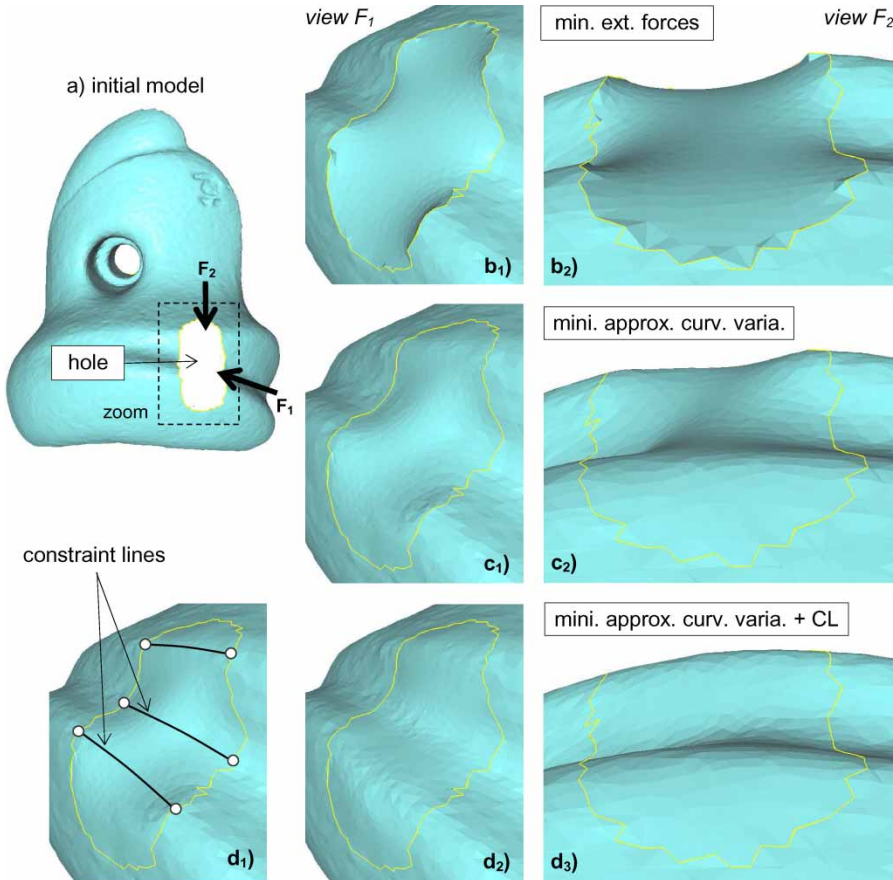 view F1
min. ext. forces
view F2
a) initial model
F2
b1)
b2)
hole
F1
zoom
mini. approx. curv. varia.
c1)
c2)
constraint lines
mini. approx. curv. varia. + CL
d1)
d2)
d3)